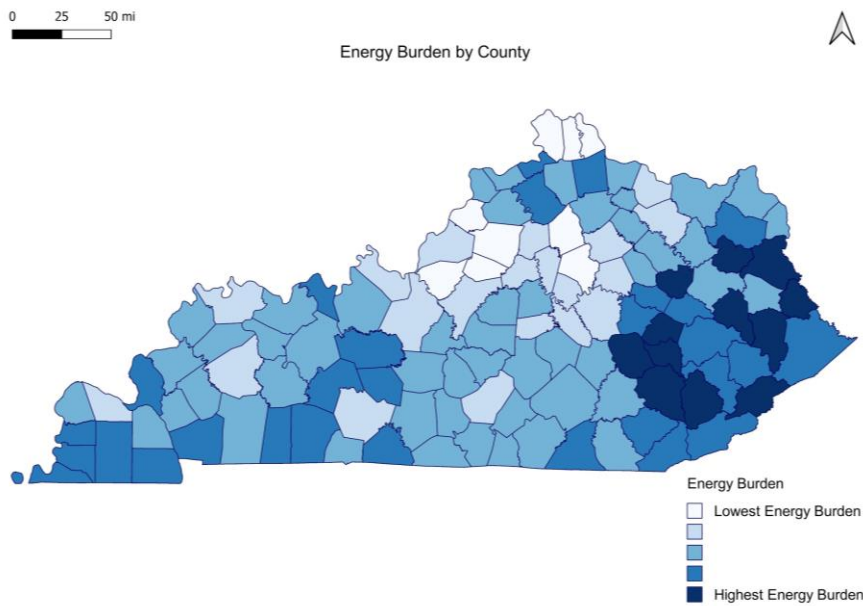 0 25 50 mi
Energy Burden by County
Energy Burden
Lowest Energy Burden
Highest Energy Burden